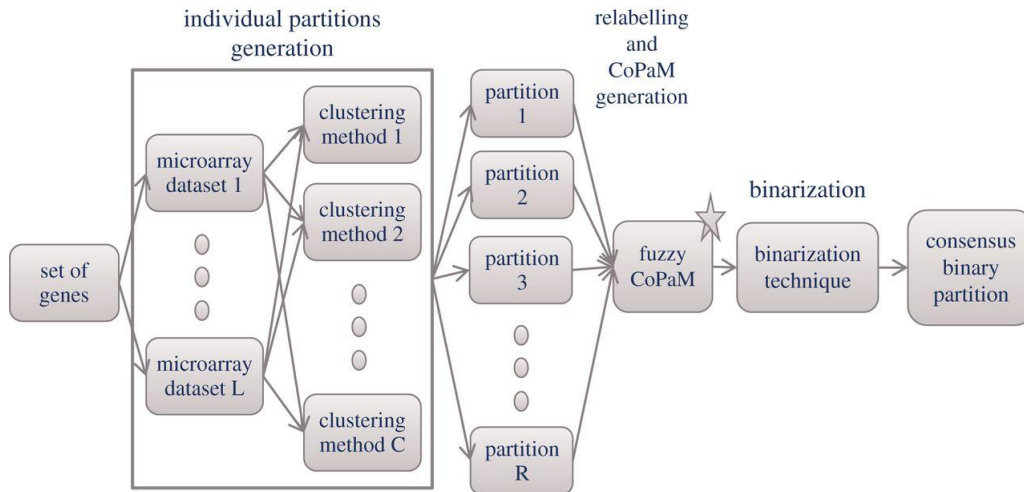 individual partitions
generation
relabelling
and
CoPaM
generation
set of
genes
microarray
dataset 1
microarray
dataset L
clustering
method 1
clustering
method 2
clustering
method C
partition
1
partition
2
partition
3
partition
R
fuzzy
CoPaM
binarization
binarization
technique
consensus
binary
partition